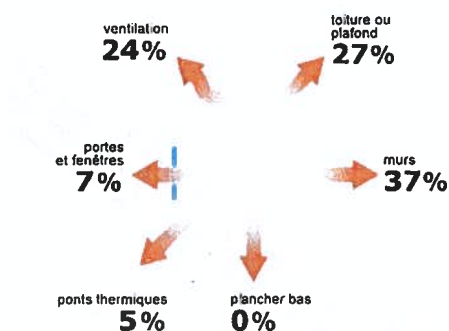 ventilation
24%
toiture ou
plafond
27%
portes
et fenêtres
7%
murs
37%
ponts thermiques
5%
plancher bas
0%